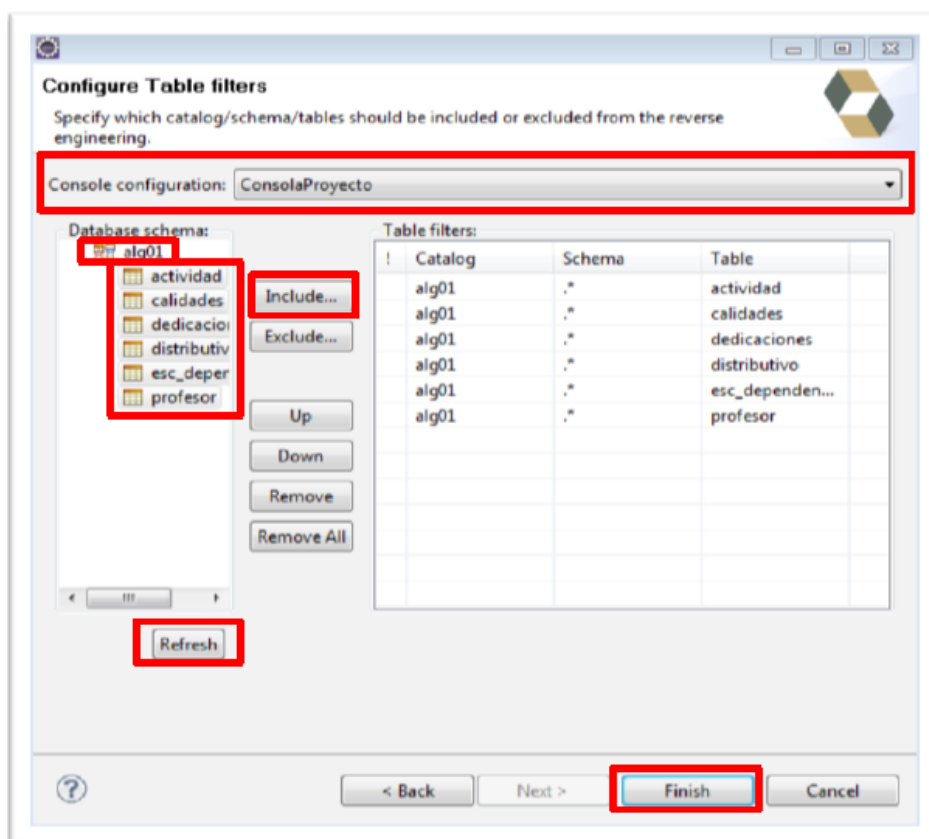 Configure Table filters
Specify which catalog/schema/tables should be included or excluded from the reverse
engineering.
Console configuration: ConsolaProyecto
Database schema:
alg01
actividad
calidades
dedicacio
distributiv
esc_deper
profesor
Include...
Exclude...
Up
Down
Remove
Remove All
Refresh
Table filters:
! Catalog Schema Table
alg01 .* actividad
alg01 .* calidades
alg01 .* dedicaciones
alg01 .* distributivo
alg01 .* esc_dependen...
alg01 .* profesor
? < Back Next > Finish Cancel